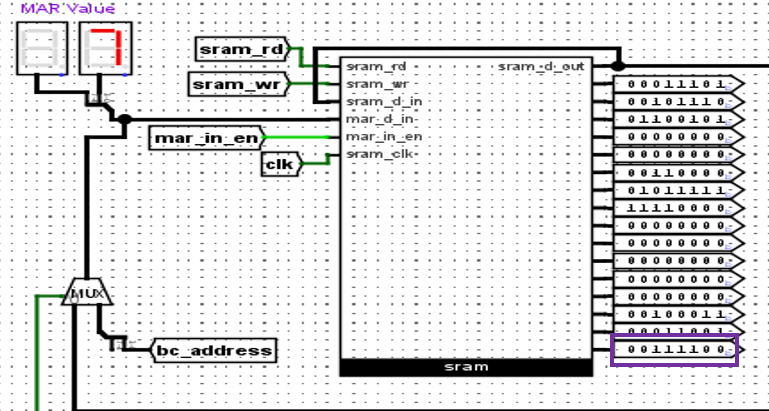 MAR Value
7
sram_rd
sram_wr
mar_in_en
clk
MUX
bc_address
sram_rd
sram_wr
sram_d_in
mar_d_in
mar_in_en
sram_clk
sram_d_out
sram
00011101
00101110
01100101
00000000
00000000
00110000
01011111
11110000
00000000
00000000
00000000
00000000
00000000
00100011
00111100